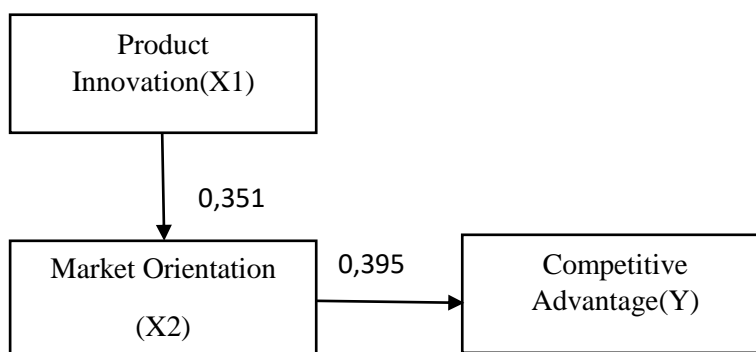 Product
Innovation(X1)
0,351
Market Orientation
(X2)
0,395
Competitive
Advantage(Y)